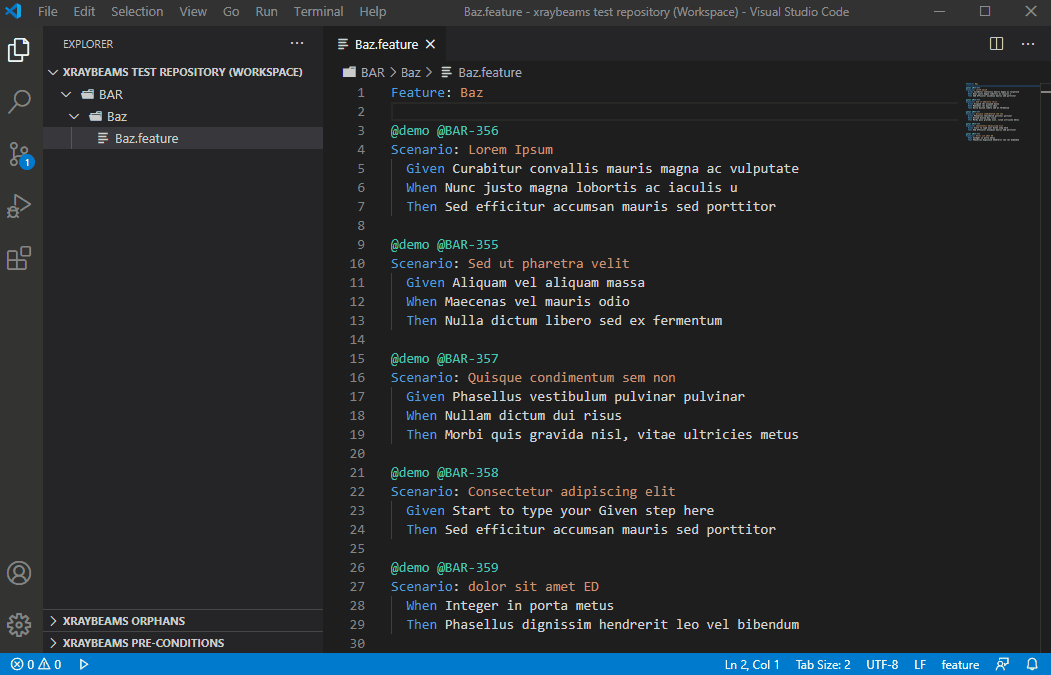 File Edit Selection View Go Run Terminal Help Baz.feature - xraybeams test repository (Workspace) - Visual Studio Code
EXPLORER
Baz.feature
XRAYBEAMS TEST REPOSITORY (WORKSPACE)
BAR
Baz
Baz.feature
1
XRAYBEAMS ORPHANS
XRAYBEAMS PRE-CONDITIONS
BAR > Baz > Baz.feature
1 Feature: Baz
2
3 @demo @BAR-356
4 Scenario: Lorem Ipsum
5 Given Curabitur convallis mauris magna ac vulputate
6 When Nunc justo magna lobortis ac iaculis u
7 Then Sed efficitur accumsan mauris sed porttitor
8
9 @demo @BAR-355
10 Scenario: Sed ut pharetra velit
11 Given Aliquam vel aliquam massa
12 When Maecenas vel mauris odio
13 Then Nulla dictum libero sed ex fermentum
14
15 @demo @BAR-357
16 Scenario: Quisque condimentum sem non
17 Given Phasellus vestibulum pulvinar pulvinar
18 When Nullam dictum dui risus
19 Then Morbi quis gravida nisl, vitae ultricies metus
20
21 @demo @BAR-358
22 Scenario: Consectetur adipiscing elit
23 Given Start to type your Given step here
24 Then Sed efficitur accumsan mauris sed porttitor
25
26 @demo @BAR-359
27 Scenario: dolor sit amet ED
28 When Integer in porta metus
29 Then Phasellus dignissim hendrerit leo vel bibendum
30
0 0 Ln 2, Col 1 Tab Size: 2 UTF-8 LF feature